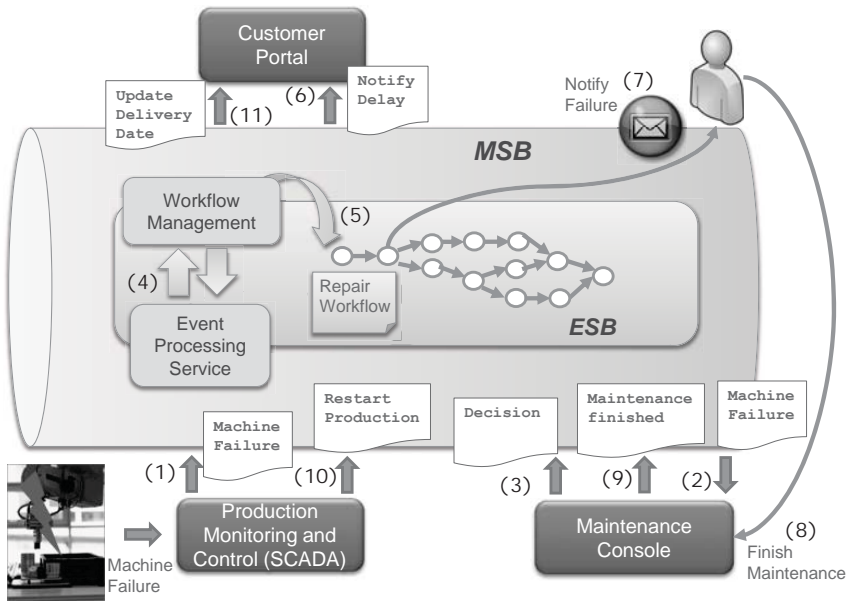 Customer
Portal
Update
Delivery
Date
(11)
(6)
Notify
Delay
Notify
Failure
(7)
MSB
Workflow
Management
(5)
(4)
Repair
Workflow
Event
Processing
Service
ESB
Machine
Failure
Restart
Production
Decision
Maintenance
finished
Machine
Failure
(1)
(10)
(3)
(9)
(2)
Production
Monitoring and
Control (SCADA)
Machine
Failure
Maintenance
Console
(8)
Finish
Maintenance